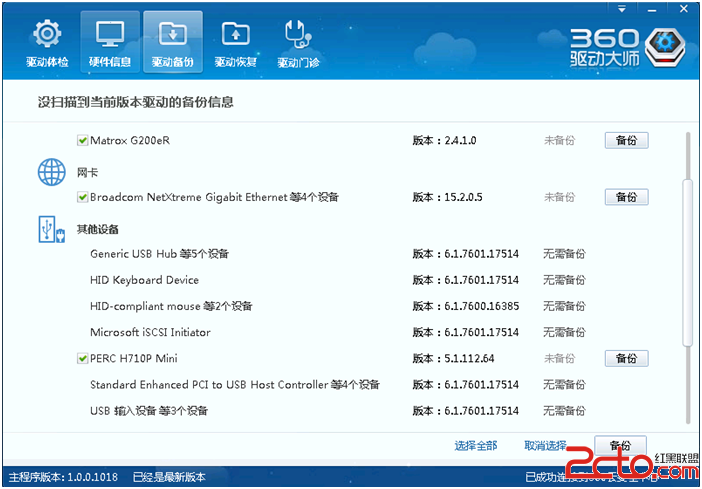 驱动体检 硬件信息 驱动备份 驱动恢复 驱动门诊
360
驱动大师
没扫描到当前版本驱动的备份信息
Matrox G200eR 版本：2.4.1.0 未备份 备份
网卡
Broadcom NetXtreme Gigabit Ethernet 等4个设备 版本：15.2.0.5 未备份 备份
其他设备
Generic USB Hub 等5个设备 版本：6.1.7601.17514 无需备份
HID Keyboard Device 版本：6.1.7601.17514 无需备份
HID-compliant mouse 等2个设备 版本：6.1.7600.16385 无需备份
Microsoft iSCSI Initiator 版本：6.1.7601.17514 无需备份
PERC H710P Mini 版本：5.1.112.64 未备份 备份
Standard Enhanced PCI to USB Host Controller 等4个设备 版本：6.1.7601.17514 无需备份
USB 输入设备 等3个设备 版本：6.1.7601.17514 无需备份
选择全部 取消选择 备份
主程序版本：1.0.0.1018 已经是最新版本 已成功连
2cto.com 红黑联盟